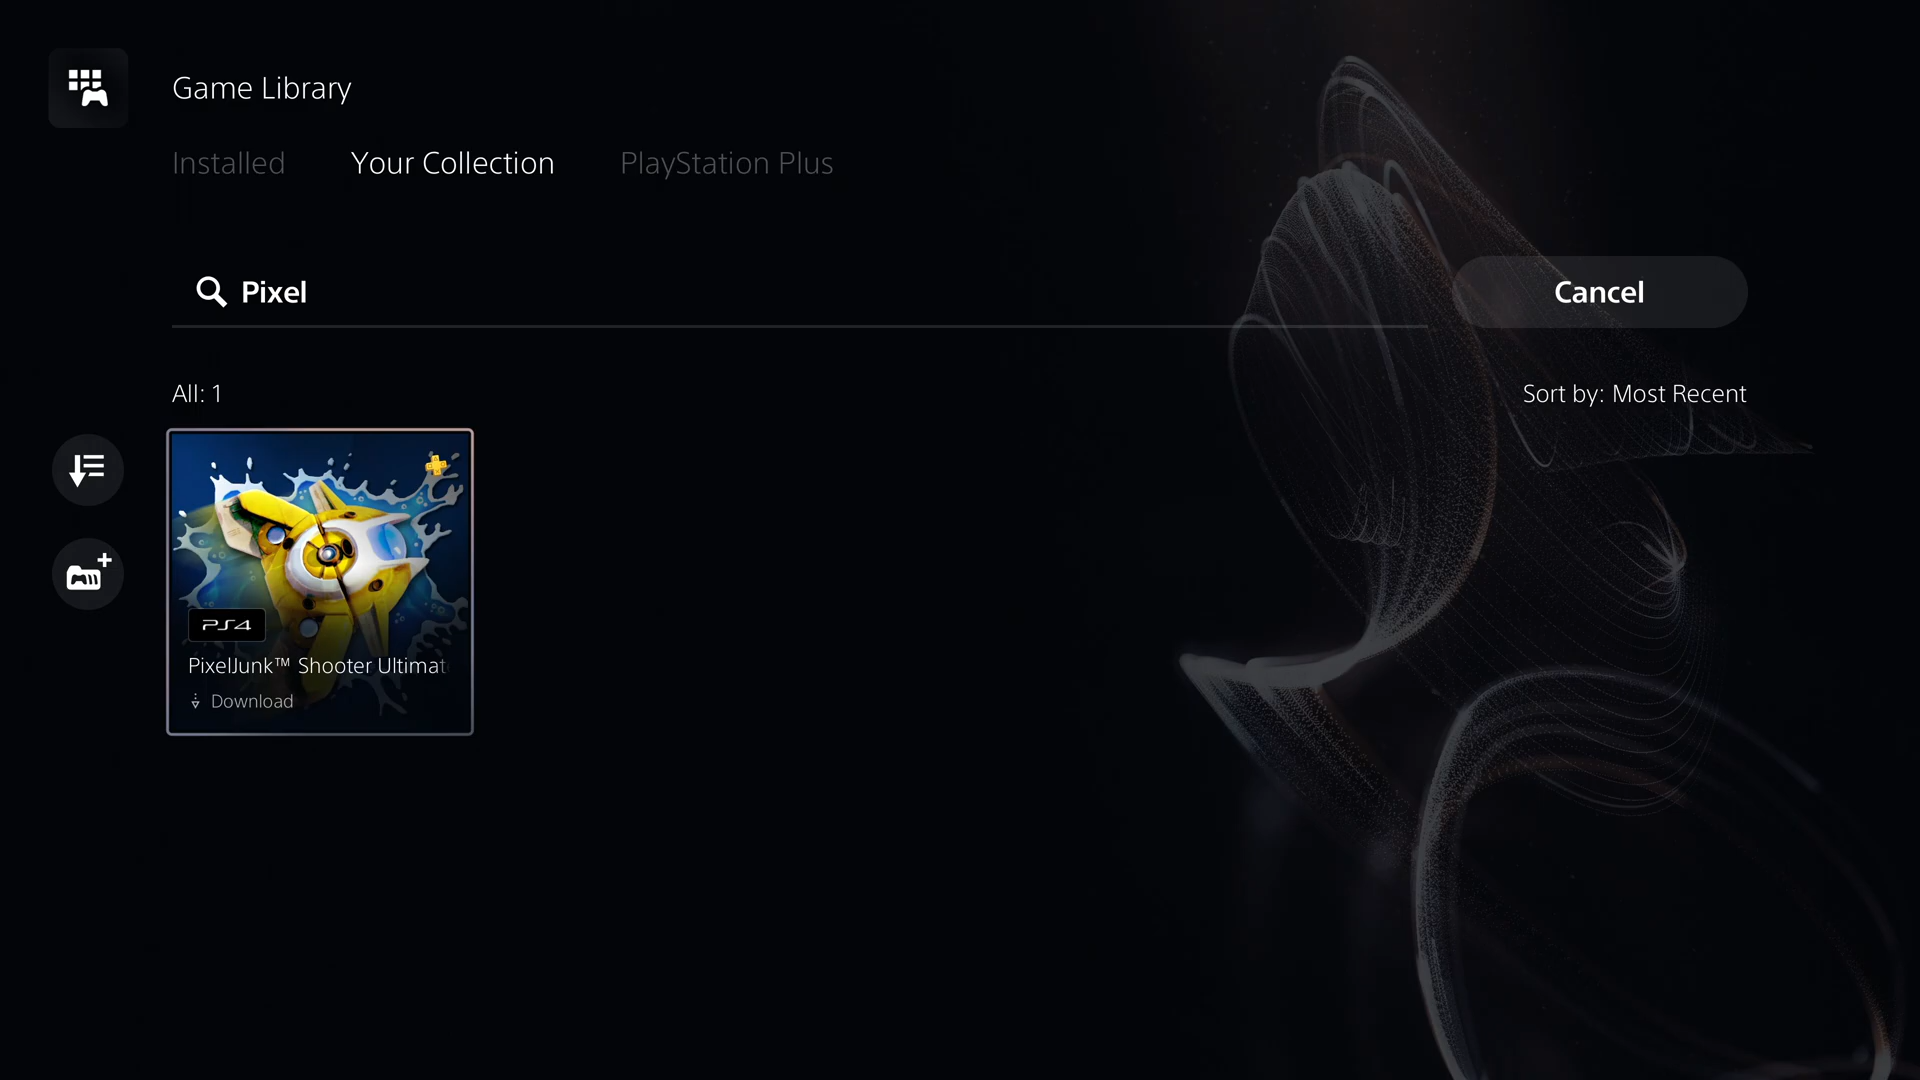 Game Library
Installed Your Collection PlayStation Plus
Pixel
Cancel
All: 1
Sort by: Most Recent
PS4
PixelJunk™ Shooter Ultimat
Download